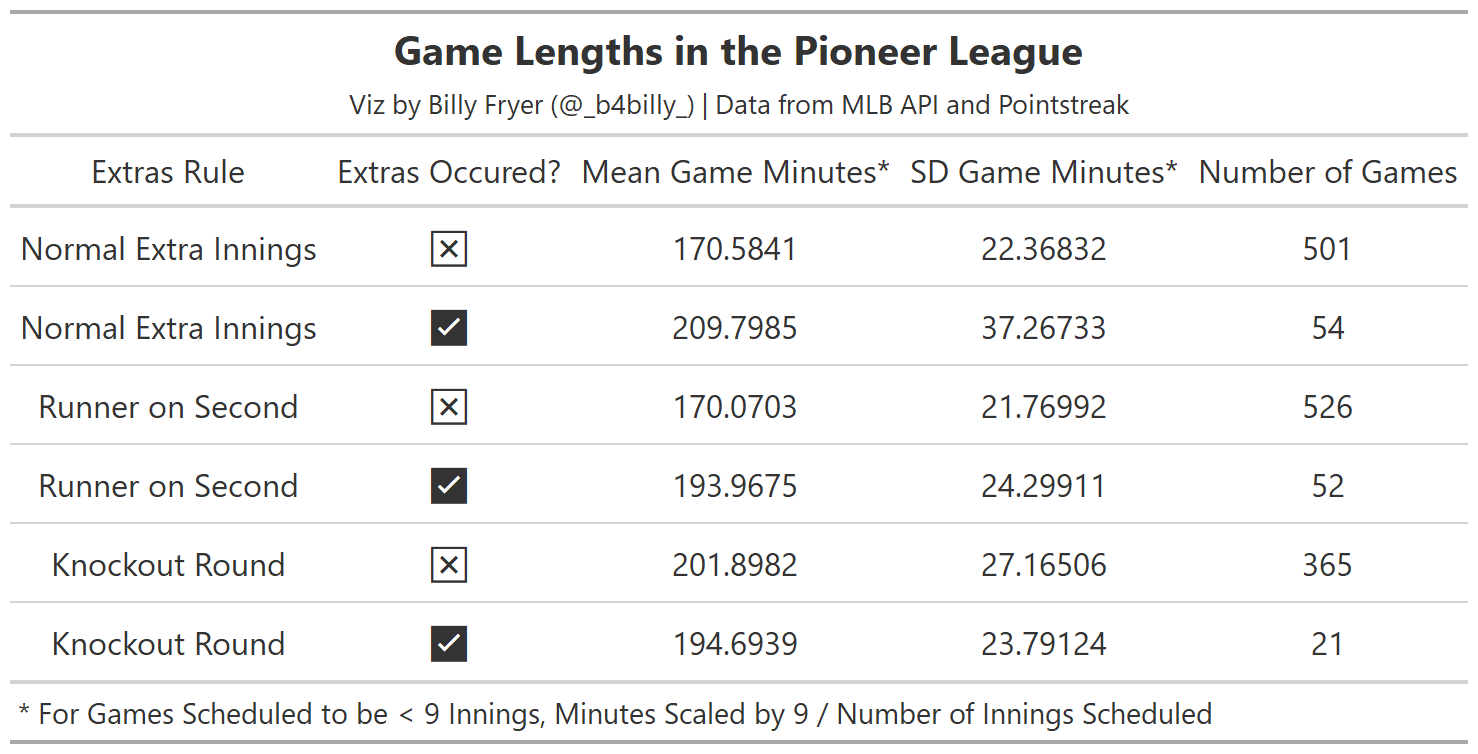 Game Lengths in the Pioneer League
Viz by Billy Fryer (@_b4billy_) | Data from MLB API and Pointstreak
Extras Rule Extras Occured? Mean Game Minutes* SD Game Minutes* Number of Games
Normal Extra Innings 170.5841 22.36832 501
Normal Extra Innings 209.7985 37.26733 54
Runner on Second 170.0703 21.76992 526
Runner on Second 193.9675 24.29911 52
Knockout Round 201.8982 27.16506 365
Knockout Round 194.6939 23.79124 21
* For Games Scheduled to be < 9 Innings, Minutes Scaled by 9 / Number of Innings Scheduled